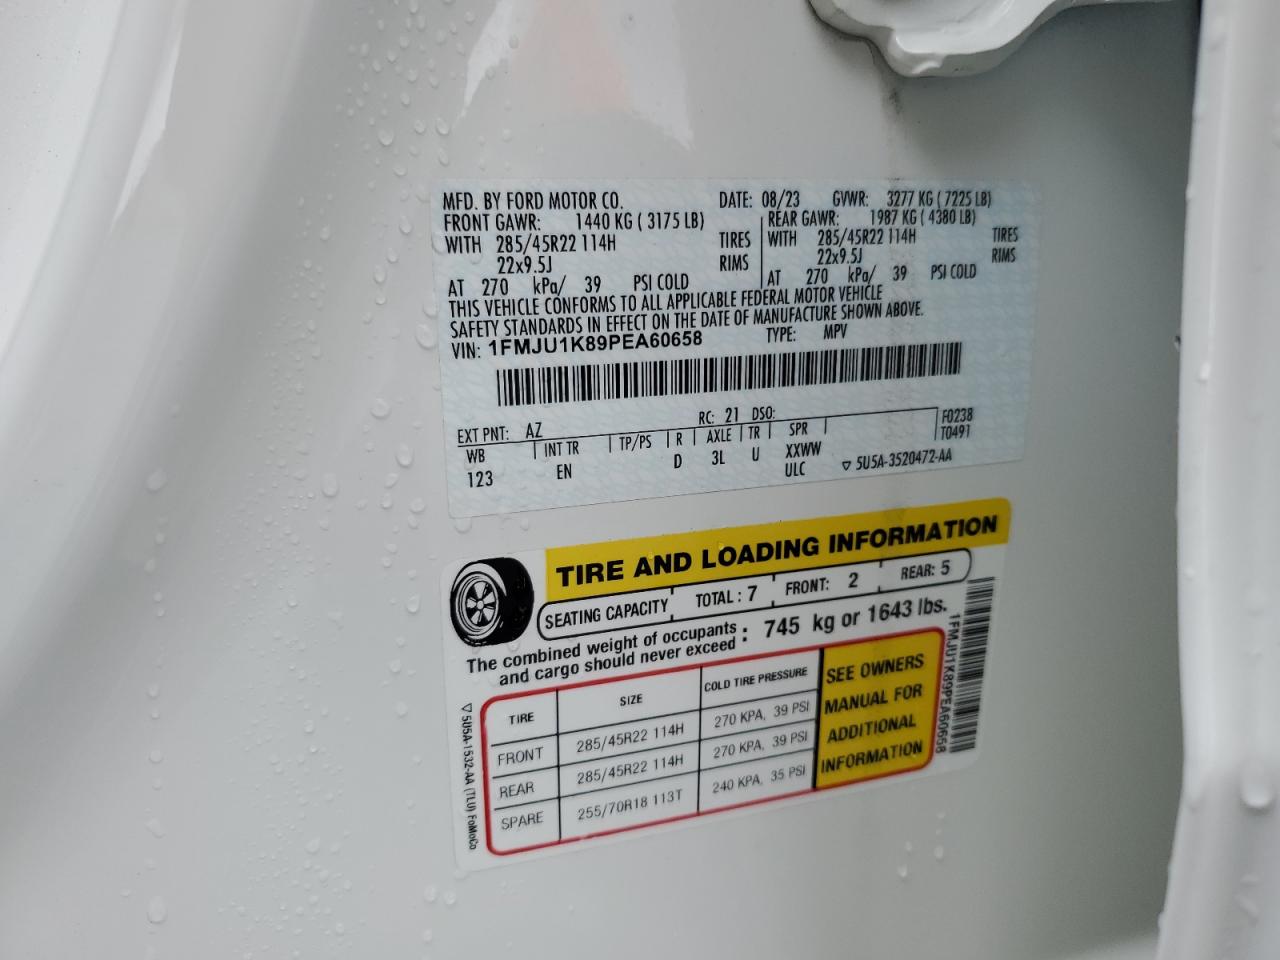 MFD. BY FORD MOTOR CO. DATE: 08/23 GVWR: 3277 KG ( 7225 LB)
FRONT GAWR: 1440 KG ( 3175 LB) REAR GAWR: 1987 KG ( 4380 LB)
WITH 285/45R22 114H TIRES WITH 285/45R22 114H TIRES
22x9.5J RIMS 22x9.5J RIMS
AT 270 kPa/ 39 PSI COLD AT 270 kPa/ 39 PSI COLD
THIS VEHICLE CONFORMS TO ALL APPLICABLE FEDERAL MOTOR VEHICLE
SAFETY STANDARDS IN EFFECT ON THE DATE OF MANUFACTURE SHOWN ABOVE.
VIN: 1FMJU1K89PEA60658 TYPE: MPV
EXT PNT: AZ RC: 21 DSO: F0238
WB INT TR TP/PS R AXLE TR SPR T0491
123 EN D 3L U XXWW
ULC ▽ 5U5A-3520472-AA
TIRE AND LOADING INFORMATION
SEATING CAPACITY TOTAL : 7 FRONT: 2 REAR: 5
The combined weight of occupants and cargo should never exceed : 745 kg or 1643 lbs.
TIRE SIZE COLD TIRE PRESSURE
FRONT 285/45R22 114H 270 KPA, 39 PSI
REAR 285/45R22 114H 270 KPA, 39 PSI
SPARE 255/70R18 113T 240 KPA, 35 PSI
SEE OWNERS
MANUAL FOR
ADDITIONAL
INFORMATION
1FMJU1K89PEA60658
▽ 5U5A-1532-AA (TLU) FoMoCo